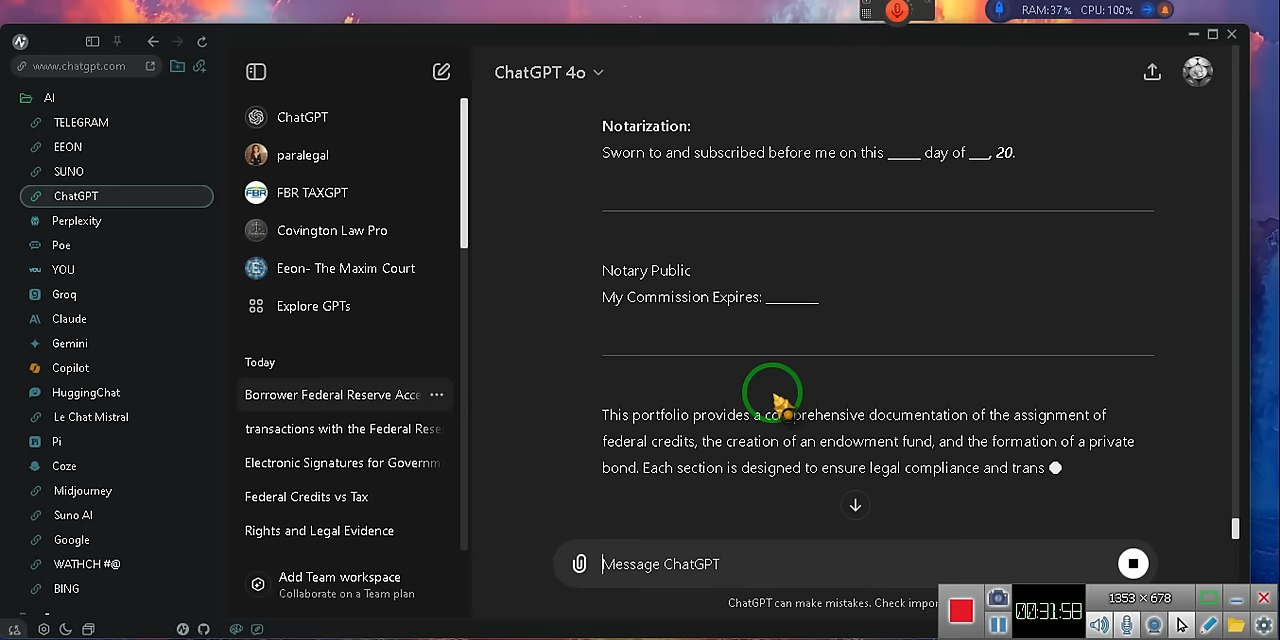 RAM:37% CPU:100%
www.chatgpt.com
AI
TELEGRAM
EEON
SUNO
ChatGPT
Perplexity
Poe
YOU
YOU
Groq
Claude
Gemini
Copilot
HuggingChat
Le Chat Mistral
Pi
Coze
Midjourney
Suno AI
Google
WATHCH #@
BING
ChatGPT
paralegal
FBR
FBR TAXGPT
Covington Law Pro
Eeon- The Maxim Court
Explore GPTs
Today
Borrower Federal Reserve Acce
transactions with the Federal Rese
Electronic Signatures for Governm
Federal Credits vs Tax
Rights and Legal Evidence
Add Team workspace
Collaborate on a Team plan
ChatGPT 4o
Notarization:
Sworn to and subscribed before me on this ____ day of __, 20.
Notary Public
My Commission Expires: ______
This portfolio provides a comprehensive documentation of the assignment of
federal credits, the creation of an endowment fund, and the formation of a private
bond. Each section is designed to ensure legal compliance and trans
Message ChatGPT
ChatGPT can make mistakes. Check impor
00:31:58
1353 × 678